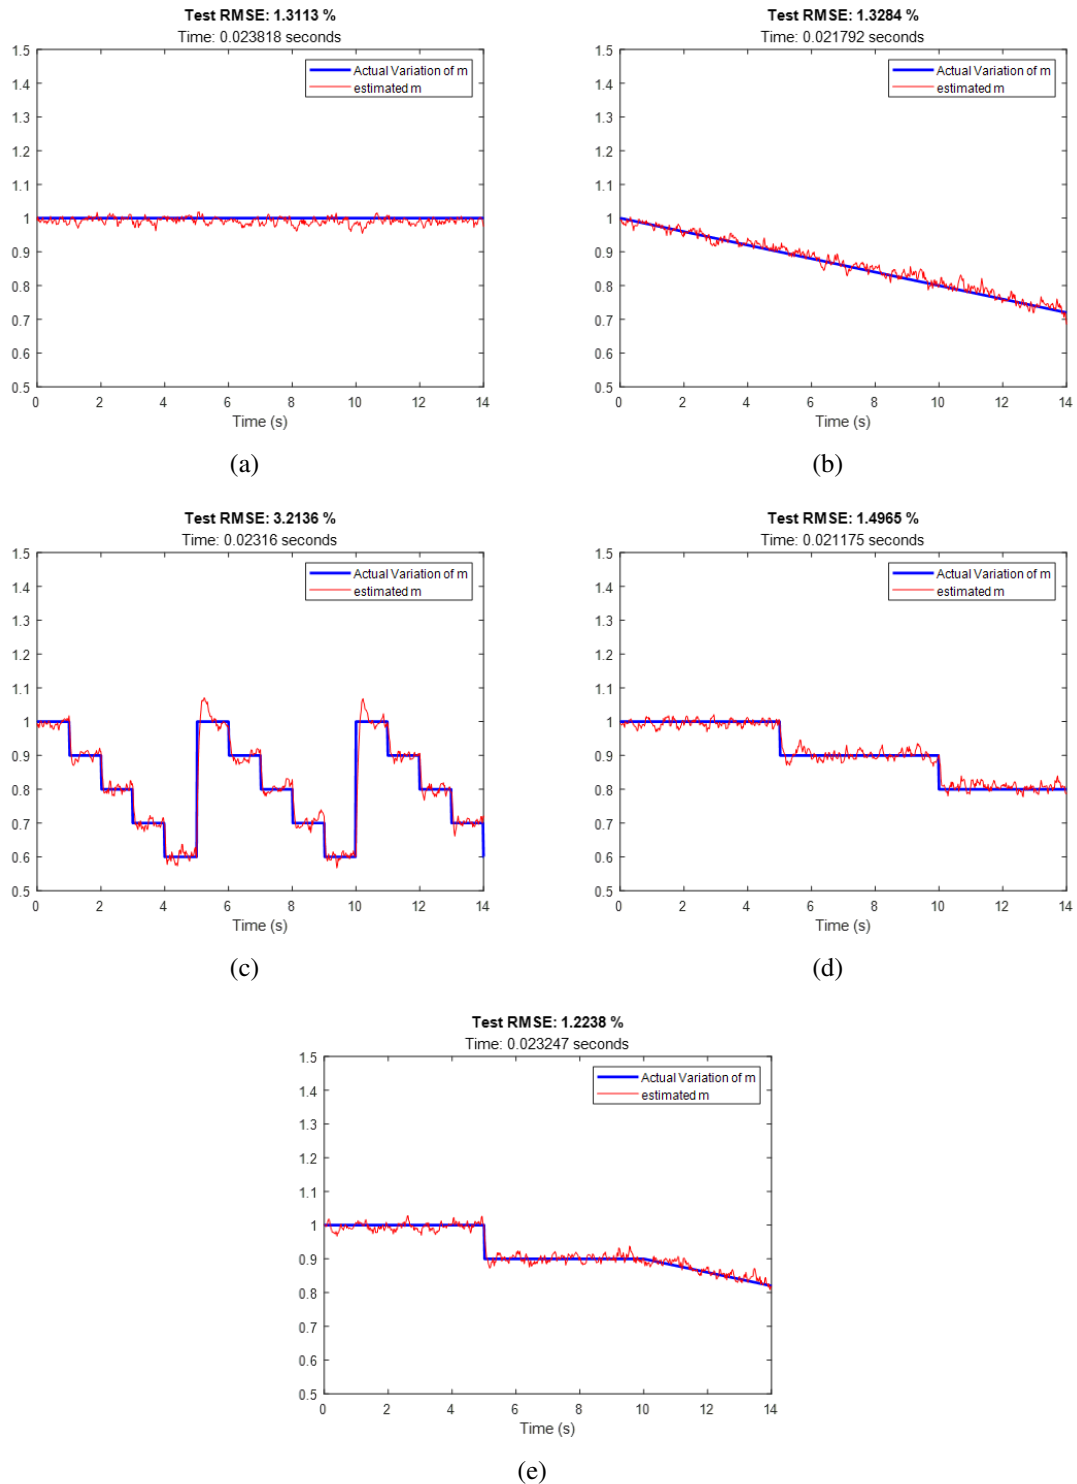 Test RMSE: 1.3113 %
Time: 0.023818 seconds
1.5
1.4
1.3
1.2
1.1
1
0.9
0.8
0.7
0.6
0.5
Actual Variation of m
estimated m
0 2 4 6 8 10 12 14
Time (s)
(a)
Test RMSE: 1.3284 %
Time: 0.021792 seconds
1.5
1.4
1.3
1.2
1.1
1
0.9
0.8
0.7
0.6
0.5
Actual Variation of m
estimated m
0 2 4 6 8 10 12 14
Time (s)
(b)
Test RMSE: 3.2136 %
Time: 0.02316 seconds
1.5
1.4
1.3
1.2
1.1
1
0.9
0.8
0.7
0.6
0.5
Actual Variation of m
estimated m
0 2 4 6 8 10 12 14
Time (s)
(c)
Test RMSE: 1.4965 %
Time: 0.021175 seconds
1.5
1.4
1.3
1.2
1.1
1
0.9
0.8
0.7
0.6
0.5
Actual Variation of m
estimated m
0 2 4 6 8 10 12 14
Time (s)
(d)
Test RMSE: 1.2238 %
Time: 0.023247 seconds
1.5
1.4
1.3
1.2
1.1
1
0.9
0.8
0.7
0.6
0.5
Actual Variation of m
estimated m
0 2 4 6 8 10 12 14
Time (s)
(e)